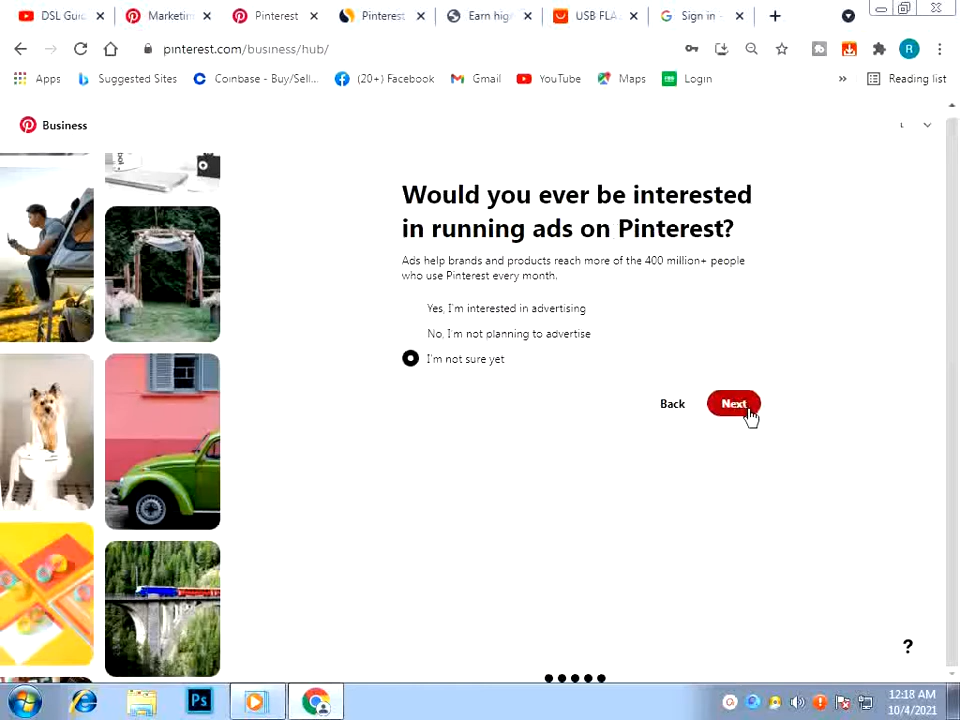 DSL Guid
Marketin
Pinterest
Pinterest
Earn hig
USB FLA
Sign in -
pinterest.com/business/hub/
R
Apps
Suggested Sites
Coinbase - Buy/Sell...
(20+) Facebook
Gmail
YouTube
Maps
Login
»
Reading list
Business
Would you ever be interested
in running ads on Pinterest?
Ads help brands and products reach more of the 400 million+ people
who use Pinterest every month.
Yes, I'm interested in advertising
No, I'm not planning to advertise
I'm not sure yet
Back
Next
?
Ps
12:18 AM
10/4/2021